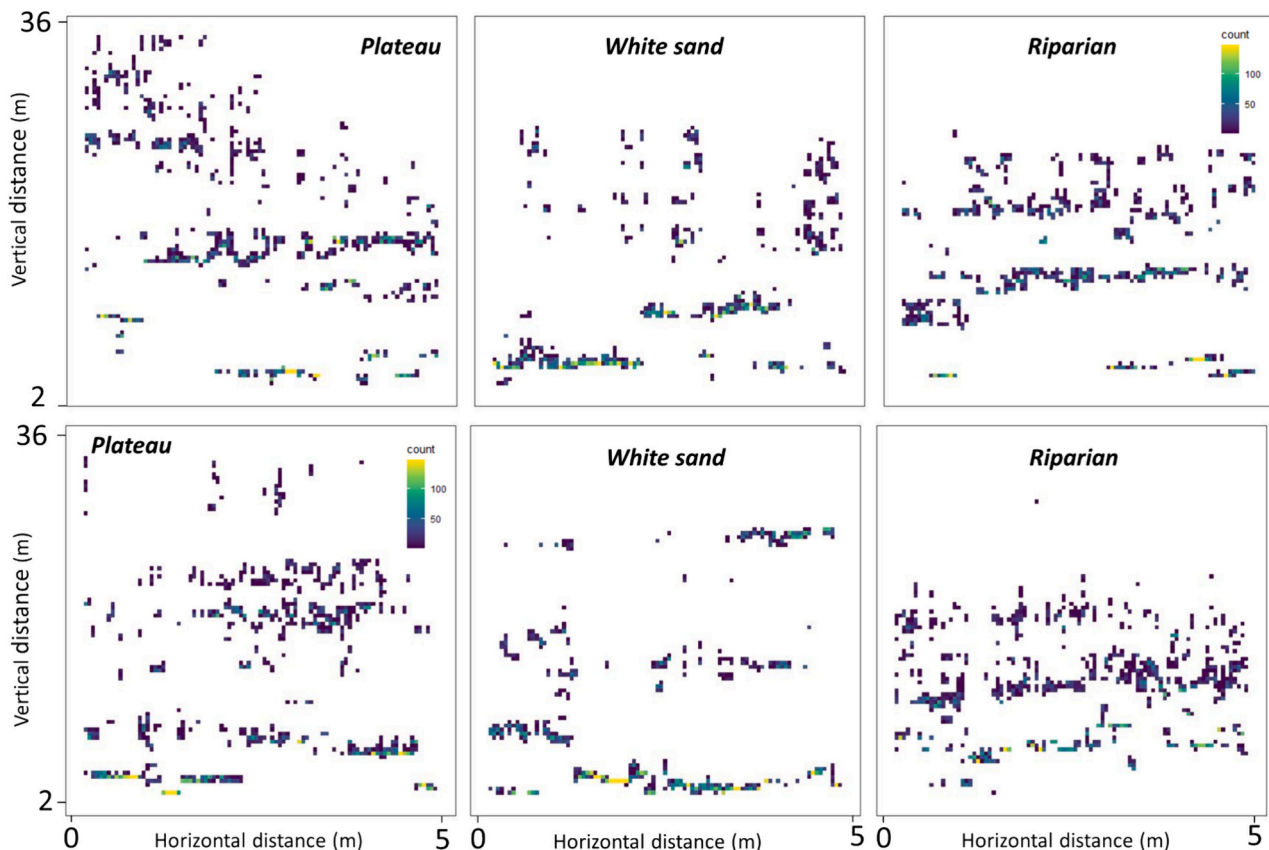 36
Plateau
White sand
Riparian
count
100
50
Vertical distance (m)
2
36
Plateau
count
100
50
White sand
Riparian
Vertical distance (m)
2
0
Horizontal distance (m)
5
0
Horizontal distance (m)
5
0
Horizontal distance (m)
5